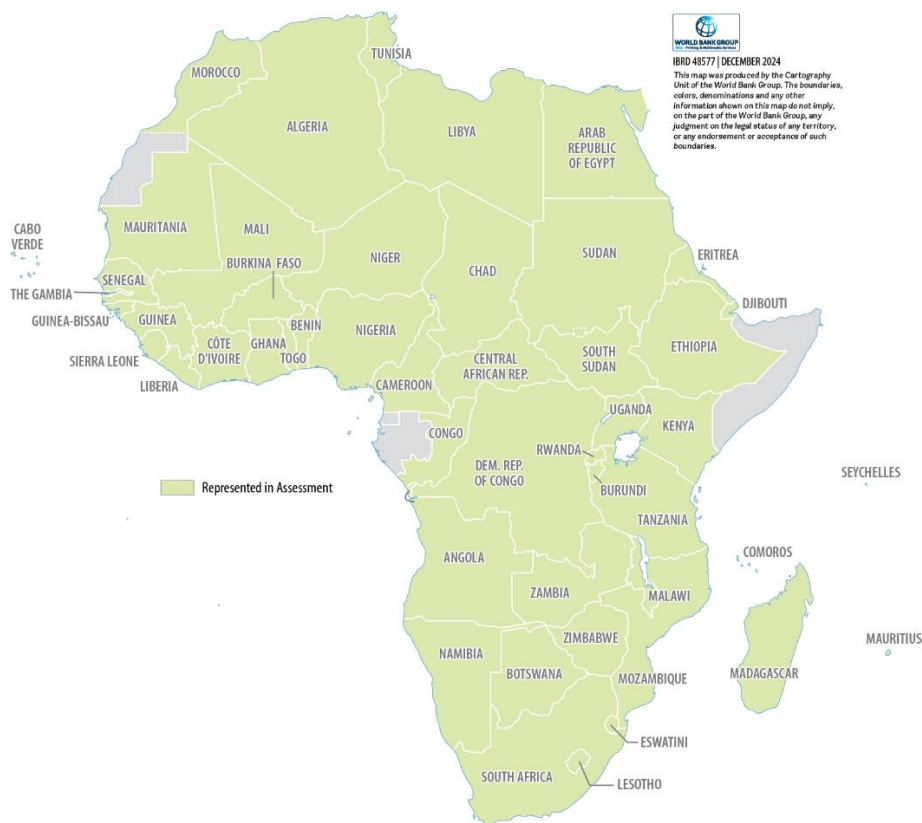 WORLD BANK GROUP
IBRD 48577 | DECEMBER 2024
This map was produced by the Cartography
Unit of the World Bank Group. The boundaries,
colors, denominations and any other
information shown on this map do not imply,
on the part of the World Bank Group, any
judgment on the legal status of any territory,
or any endorsement or acceptance of such
boundaries.
TUNISIA
MOROCCO
ALGERIA
LIBYA
ARAB
REPUBLIC
OF EGYPT
CABO
VERDE
MAURITANIA
MALI
NIGER
CHAD
SUDAN
ERITREA
BURKINA FASO
SENEGAL
THE GAMBIA
GUINEA-BISSAU
GUINEA
SIERRA LEONE
LIBERIA
CÔTE
D'IVOIRE
GHANA
TOGO
BENIN
NIGERIA
CAMEROON
CENTRAL
AFRICAN REP.
SOUTH
SUDAN
ETHIOPIA
DJIBOUTI
UGANDA
KENYA
CONGO
RWANDA
DEM. REP.
OF CONGO
BURUNDI
TANZANIA
SEYCHELLES
Represented in Assessment
COMOROS
ANGOLA
ZAMBIA
MALAWI
ZIMBABWE
NAMIBIA
BOTSWANA
MOZAMBIQUE
MADAGASCAR
MAURITIUS
ESWATINI
SOUTH AFRICA
LESOTHO